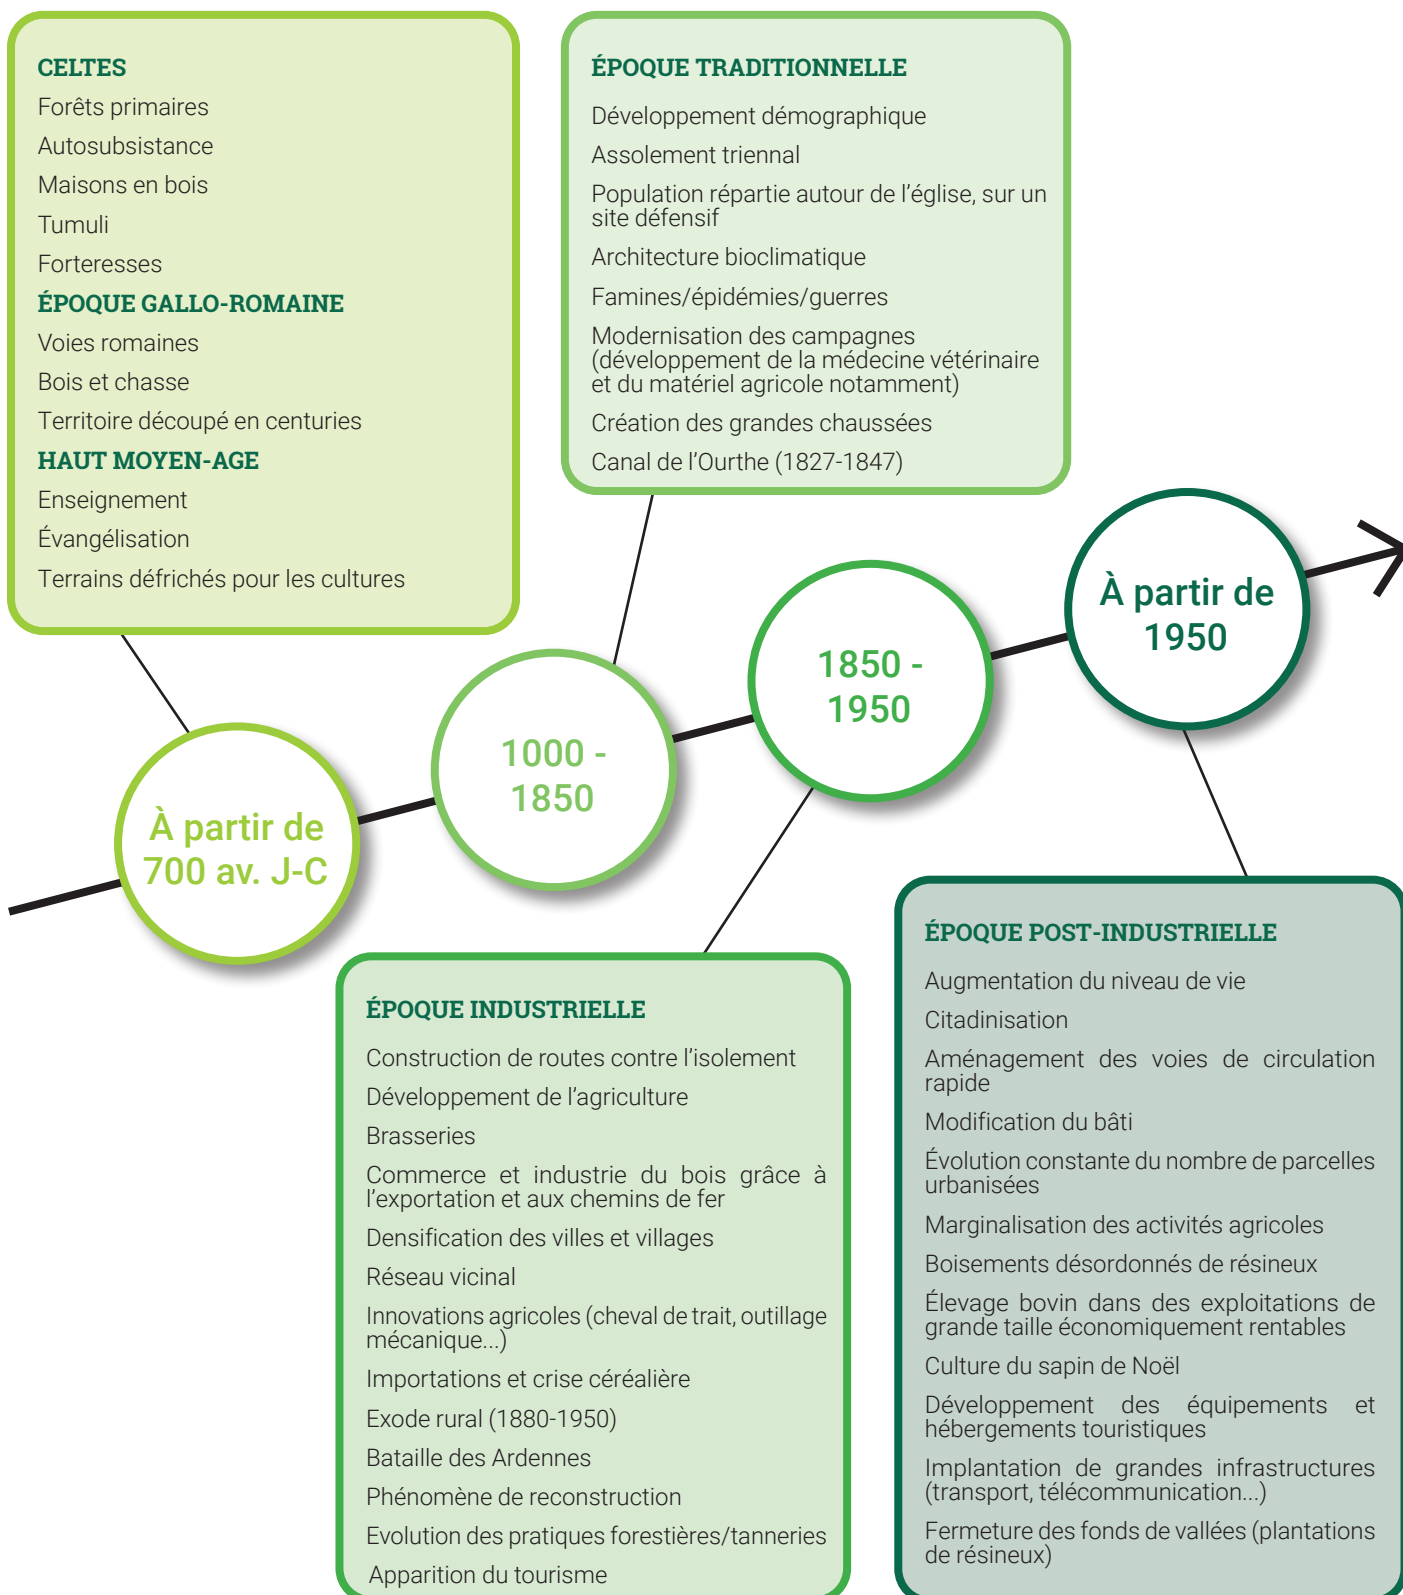 CELTES
Forêts primaires
Autosubsistance
Maisons en bois
Tumuli
Forteresses
ÉPOQUE GALLO-ROMAINE
Voies romaines
Bois et chasse
Territoire découpé en centuries
HAUT MOYEN-AGE
Enseignement
Évangélisation
Terrains défrichés pour les cultures
À partir de
700 av. J-C
ÉPOQUE TRADITIONNELLE
Développement démographique
Assolement triennal
Population répartie autour de l'église, sur un
site défensif
Architecture bioclimatique
Famines/épidémies/guerres
Modernisation des campagnes
(développement de la médecine vétérinaire
et du matériel agricole notamment)
Création des grandes chaussées
Canal de l'Ourthe (1827-1847)
1000 -
1850
1850 -
1950
ÉPOQUE INDUSTRIELLE
Construction de routes contre l'isolement
Développement de l'agriculture
Brasseries
Commerce et industrie du bois grâce à
l'exportation et aux chemins de fer
Densification des villes et villages
Réseau vicinal
Innovations agricoles (cheval de trait, outillage
mécanique...)
Importations et crise céréalière
Exode rural (1880-1950)
Bataille des Ardennes
Phénomène de reconstruction
Evolution des pratiques forestières/tanneries
Apparition du tourisme
À partir de
1950
ÉPOQUE POST-INDUSTRIELLE
Augmentation du niveau de vie
Citadinisation
Aménagement des voies de circulation
rapide
Modification du bâti
Évolution constante du nombre de parcelles
urbanisées
Marginalisation des activités agricoles
Boisements désordonnés de résineux
Élevage bovin dans des exploitations de
grande taille économiquement rentables
Culture du sapin de Noël
Développement des équipements et
hébergements touristiques
Implantation de grandes infrastructures
(transport, télécommunication...)
Fermeture des fonds de vallées (plantations
de résineux)